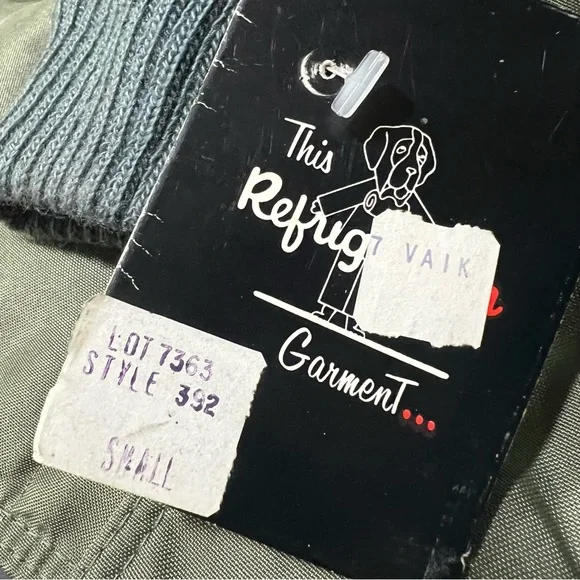 This
Refrig
7 VAIK
Garment...
LOT 7363
STYLE 392
SMALL